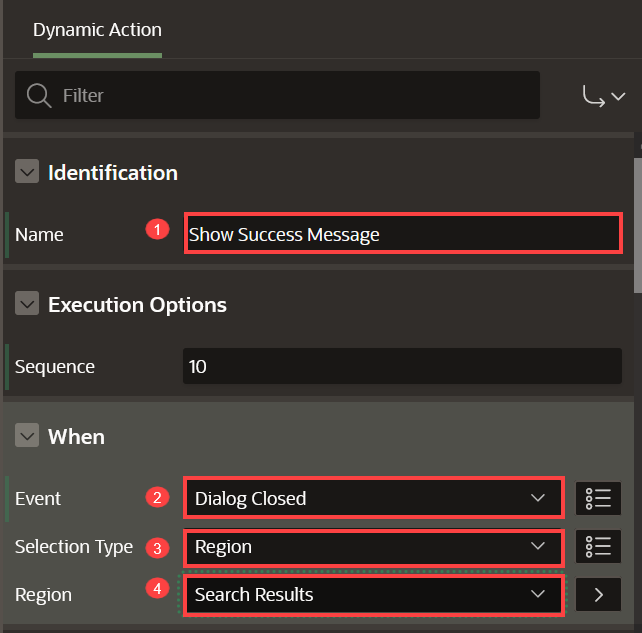 Dynamic Action
Filter
Identification
Name 1 Show Success Message
Execution Options
Sequence 10
When
Event 2 Dialog Closed
Selection Type 3 Region
Region 4 Search Results